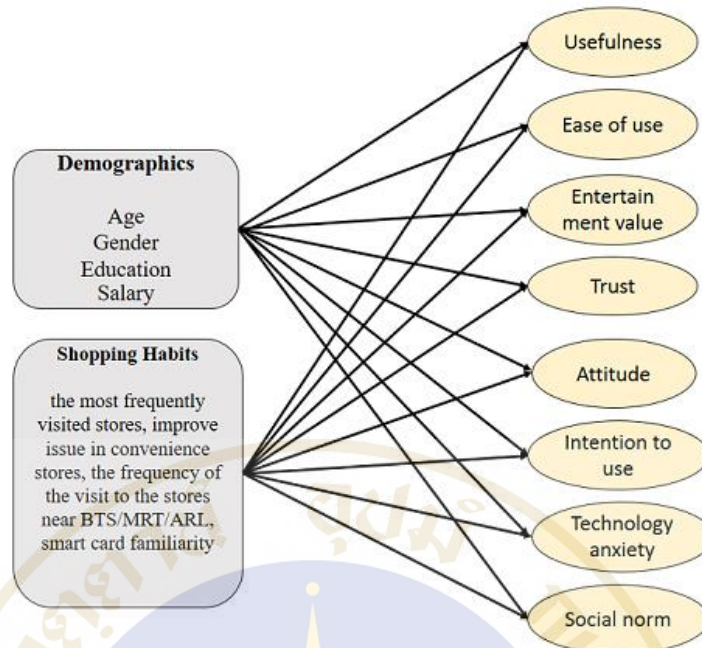 Demographics
Age
Gender
Education
Salary
Shopping Habits
the most frequently
visited stores, improve
issue in convenience
stores, the frequency of
the visit to the stores
near BTS/MRT/ARL,
smart card familiarity
Usefulness
Ease of use
Entertain
ment value
Trust
Attitude
Intention to
use
Technology
anxiety
Social norm